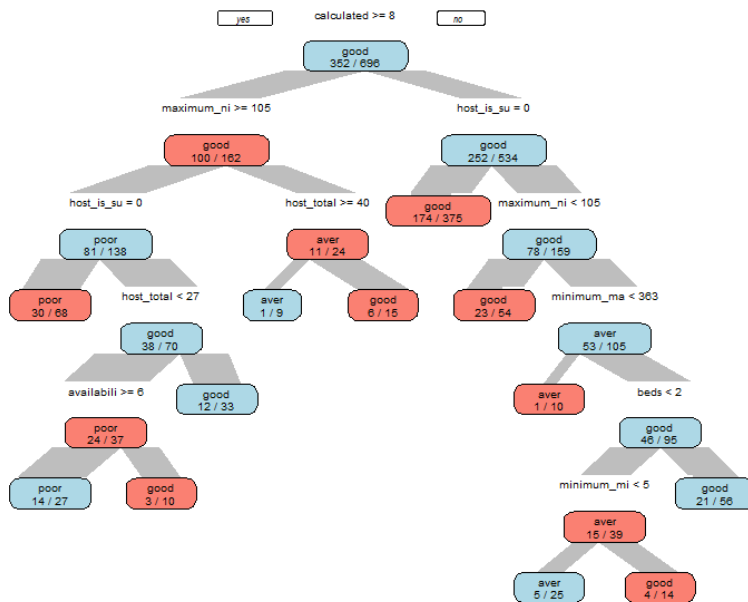 yes calculated >= 8 no
good
352 / 696
maximum_ni >= 105 host_is_su = 0
good good
100 / 162 252 / 534
host_is_su = 0 host_total >= 40 good maximum_ni < 105
174 / 375
poor aver good
81 / 138 11 / 24 78 / 159
poor host_total < 27 aver good good minimum_ma < 363
30 / 68 1 / 9 6 / 15 23 / 54
good aver
38 / 70 53 / 105
availabili >= 6 good aver beds < 2
12 / 33 1 / 10
poor good
24 / 37 46 / 95
poor good minimum_mi < 5 good
14 / 27 3 / 10 21 / 56
aver
15 / 39
aver good
5 / 25 4 / 14